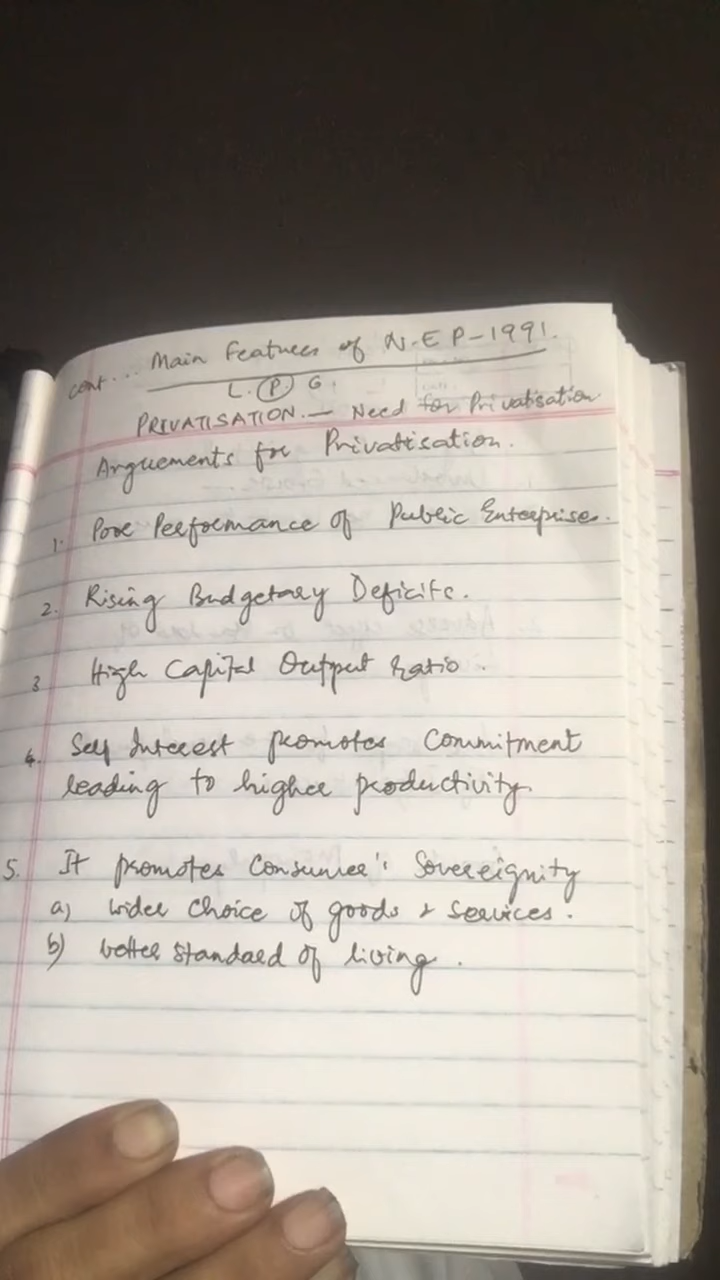 cont... Main Features of N.E P-1991.
L. P G.
PRIVATISATION. — Need for Privatisation
Arguements for Privatisation.
1. Poor Performance of Public Enterprise.
2. Rising Budgetary Deficits.
3 High Capital Output ratio.
4. Self Interest promotes Commitment
leading to higher productivity.
5. It promotes Consumer's Sovereignity
a) wider Choice of goods & Services.
b) better standard of living.